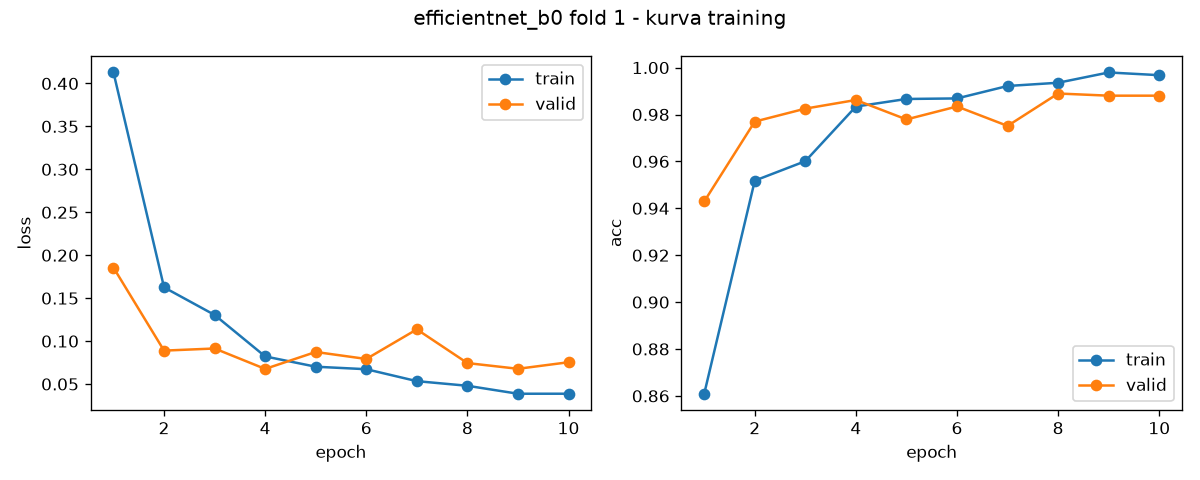 efficientnet_b0 fold 1 - kurva training
0.40
0.35
0.30
0.25
0.20
0.15
0.10
0.05
loss
2 4 6 8 10
epoch
train
valid
1.00
0.98
0.96
0.94
0.92
0.90
0.88
0.86
acc
2 4 6 8 10
epoch
train
valid